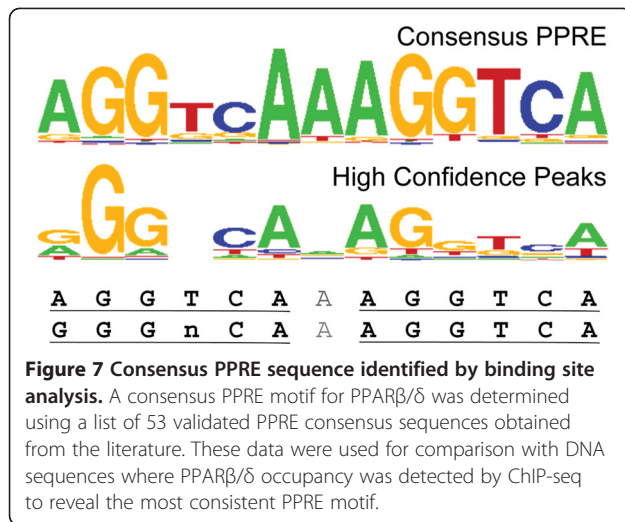 Consensus PPRE
AGGTCAAAGGTCA
High Confidence Peaks
GGG CAAAGGTCA
A G G T C A A A G G T C A
G G G n C A A A G G T C A
Figure 7 Consensus PPRE sequence identified by binding site
analysis. A consensus PPRE motif for PPARβ/δ was determined
using a list of 53 validated PPRE consensus sequences obtained
from the literature. These data were used for comparison with DNA
sequences where PPARβ/δ occupancy was detected by ChIP-seq
to reveal the most consistent PPRE motif.